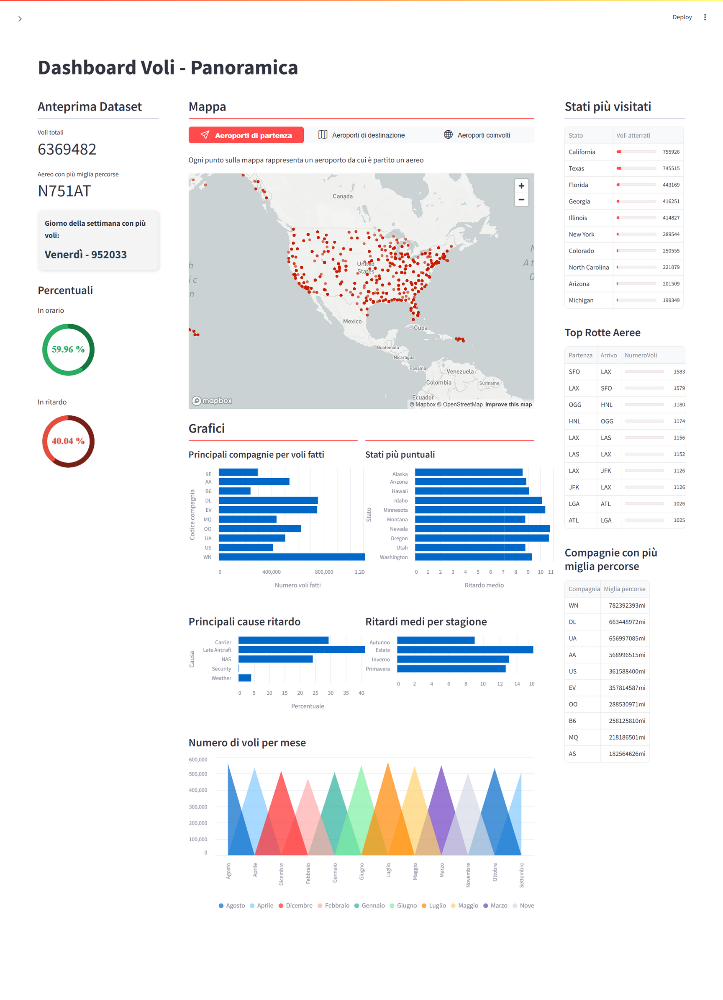 Deploy
Dashboard Voli - Panoramica
Anteprima Dataset
Voli totali
6369482
Aereo con più miglia percorse
N751AT
Giorno della settimana con più
voli:
Venerdì - 952033
Percentuali
In orario
59.96 %
In ritardo
40.04 %
Mappa
Aeroporti di partenza
Aeroporti di destinazione
Aeroporti coinvolti
Ogni punto sulla mappa rappresenta un aeroporto da cui è partito un aereo
Canada
+
−
N
At
O
h
ic
n
United
States
Mexico
Cuba
Guatemala
Nicaragua
Panama
Venezuela
Colombia
Suriname
Ecuador
mapbox
© Mapbox © OpenStreetMap Improve this map
Grafici
Principali compagnie per voli fatti
Codice compagnia
9E
AA
B6
DL
EV
MQ
OO
UA
US
WN
0 400,000 800,000 1,20
Numero voli fatti
Stati più puntuali
Stato
Alaska
Arizona
Hawaii
Idaho
Minnesota
Montana
Nevada
Oregon
Utah
Washington
0 1 2 3 4 5 6 7 8 9 10 11
Ritardo medio
Principali cause ritardo
Causa
Carrier
Late Aircraft
NAS
Security
Weather
0 5 10 15 20 25 30 35 40
Percentuale
Ritardi medi per stagione
Autunno
Estate
Inverno
Primavera
0 2 4 6 8 10 12 14 16
Numero di voli per mese
600,000
500,000
400,000
300,000
200,000
100,000
0
Agosto
Aprile
Dicembre
Febbraio
Gennaio
Giugno
Luglio
Maggio
Marzo
Novembre
Ottobre
Settembre
Agosto Aprile Dicembre Febbraio Gennaio Giugno Luglio Maggio Marzo Nove
Stati più visitati
Stato Voli atterrati
California 755926
Texas 745515
Florida 443169
Georgia 416251
Illinois 414827
New York 289544
Colorado 250555
North Carolina 221079
Arizona 201509
Michigan 199349
Top Rotte Aeree
Partenza Arrivo NumeroVoli
SFO LAX 1583
LAX SFO 1579
OGG HNL 1180
HNL OGG 1174
LAX LAS 1156
LAS LAX 1152
LAX JFK 1126
JFK LAX 1126
LGA ATL 1026
ATL LGA 1025
Compagnie con più
miglia percorse
Compagnia Miglia percorse
WN 782392393mi
DL 663448972mi
UA 656997085mi
AA 568996515mi
US 361588400mi
EV 357814587mi
OO 288530971mi
B6 258125810mi
MQ 218186501mi
AS 182564626mi